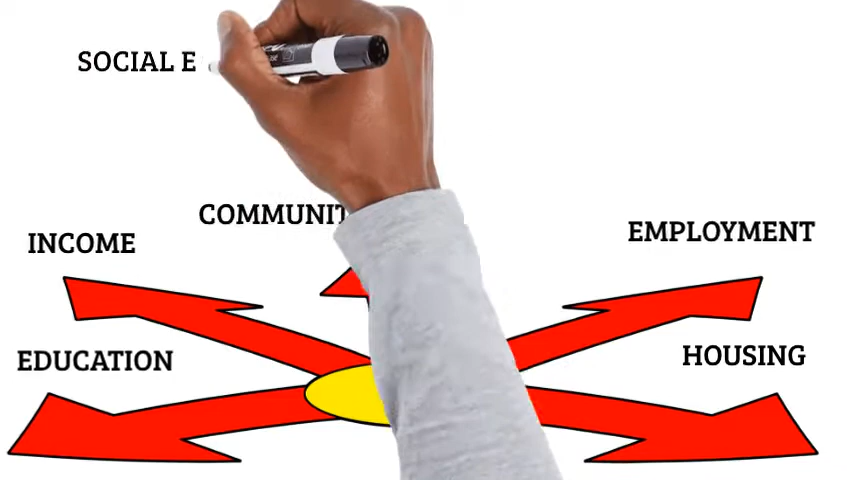 SOCIAL E
COMMUNIT
INCOME
EMPLOYMENT
EDUCATION
HOUSING